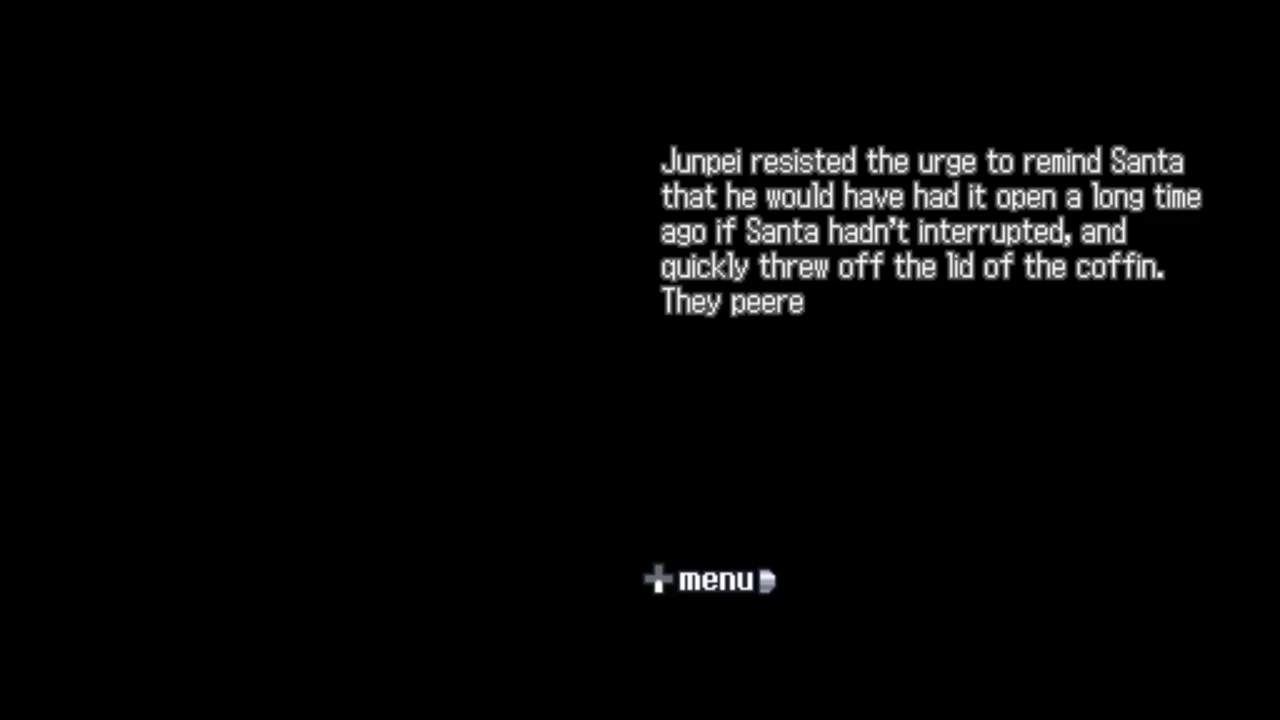 Junpei resisted the urge to remind Santa
that he would have had it open a long time
ago if Santa hadn't interrupted, and
quickly threw off the lid of the coffin.
They peere
menu